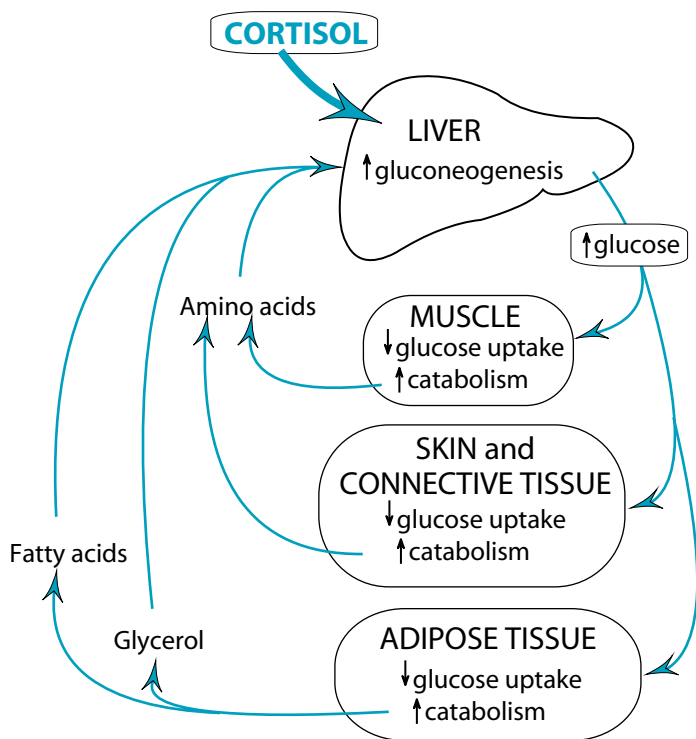 CORTISOL
LIVER
↑gluconeogenesis
↑glucose
Amino acids
MUSCLE
↓glucose uptake
↑catabolism
SKIN and
CONNECTIVE TISSUE
↓glucose uptake
↑catabolism
Fatty acids
Glycerol
ADIPOSE TISSUE
↓glucose uptake
↑catabolism